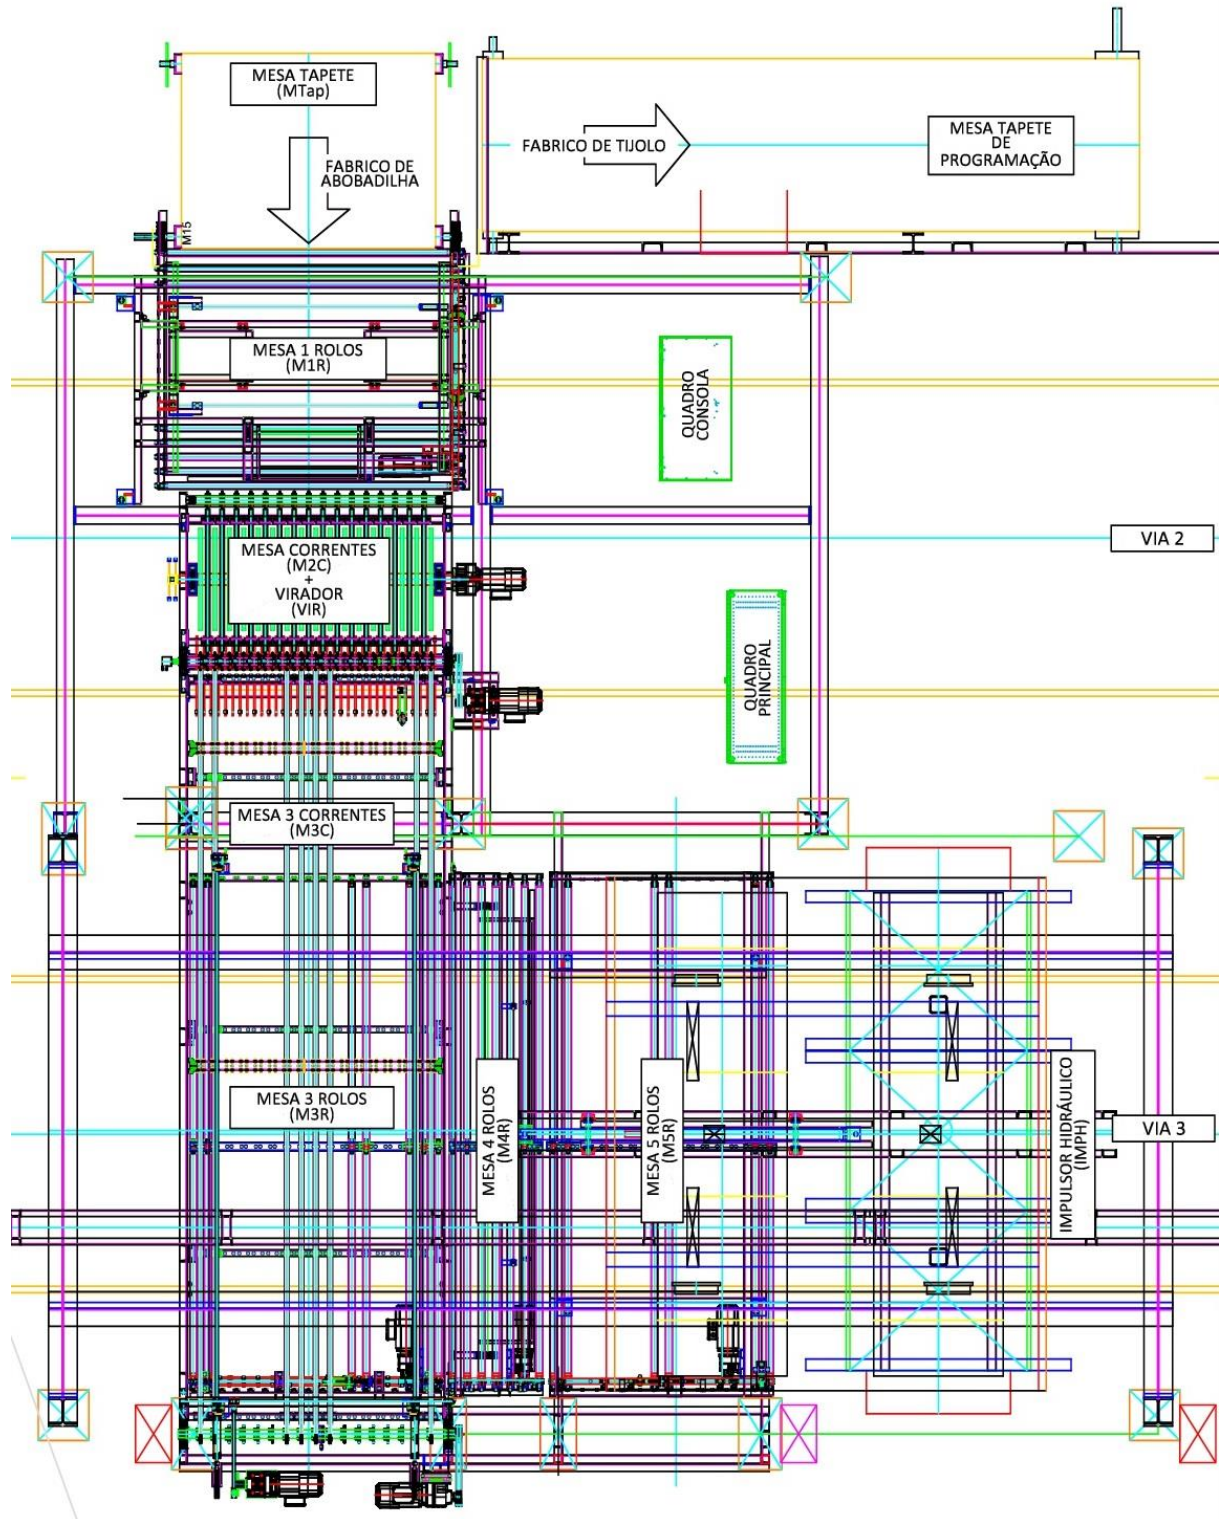 MESA TAPETE
(MTap)
FABRICO DE
ABOBADILHA
FABRICO DE TIJOLO
MESA TAPETE
DE
PROGRAMAÇÃO
M15
MESA 1 ROLOS
(M1R)
QUADRO
CONSOLA
MESA CORRENTES
(M2C)
+
VIRADOR
(VIR)
VIA 2
QUADRO
PRINCIPAL
MESA 3 CORRENTES
(M3C)
MESA 3 ROLOS
(M3R)
MESA 4 ROLOS
(M4R)
MESA 5 ROLOS
(M5R)
IMPULSOR HIDRÁULICO
(IMPH)
VIA 3